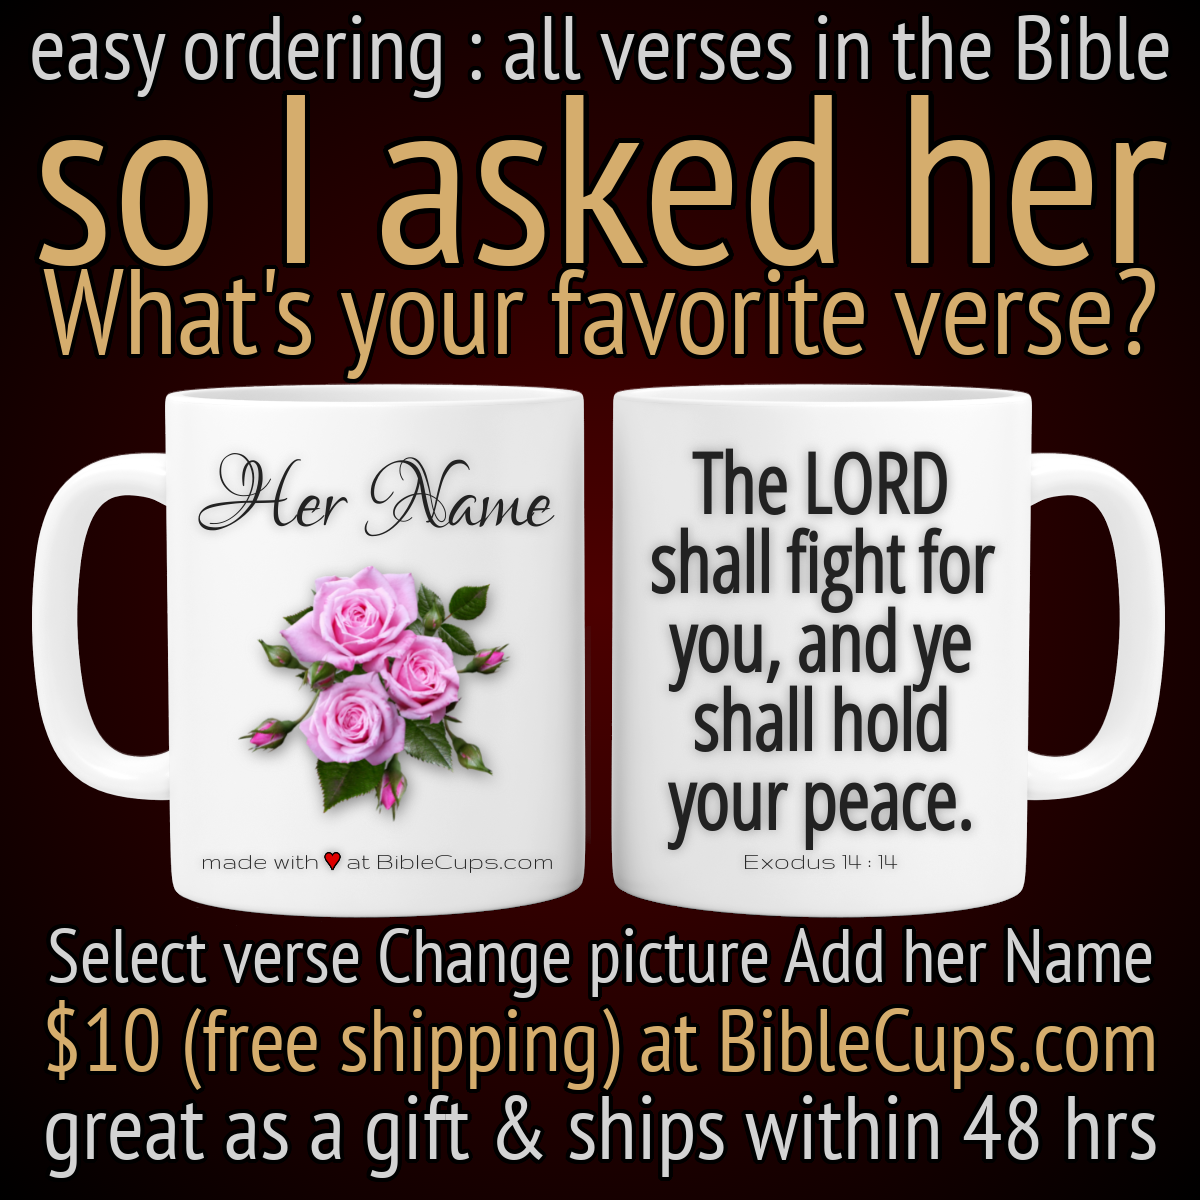 easy ordering : all verses in the Bible
so I asked her
What's your favorite verse?
Her Name
made with ♥ at BibleCups.com
The LORD
shall fight for
you, and ye
shall hold
your peace.
Exodus 14 : 14
Select verse Change picture Add her Name
$10 (free shipping) at BibleCups.com
great as a gift & ships within 48 hrs